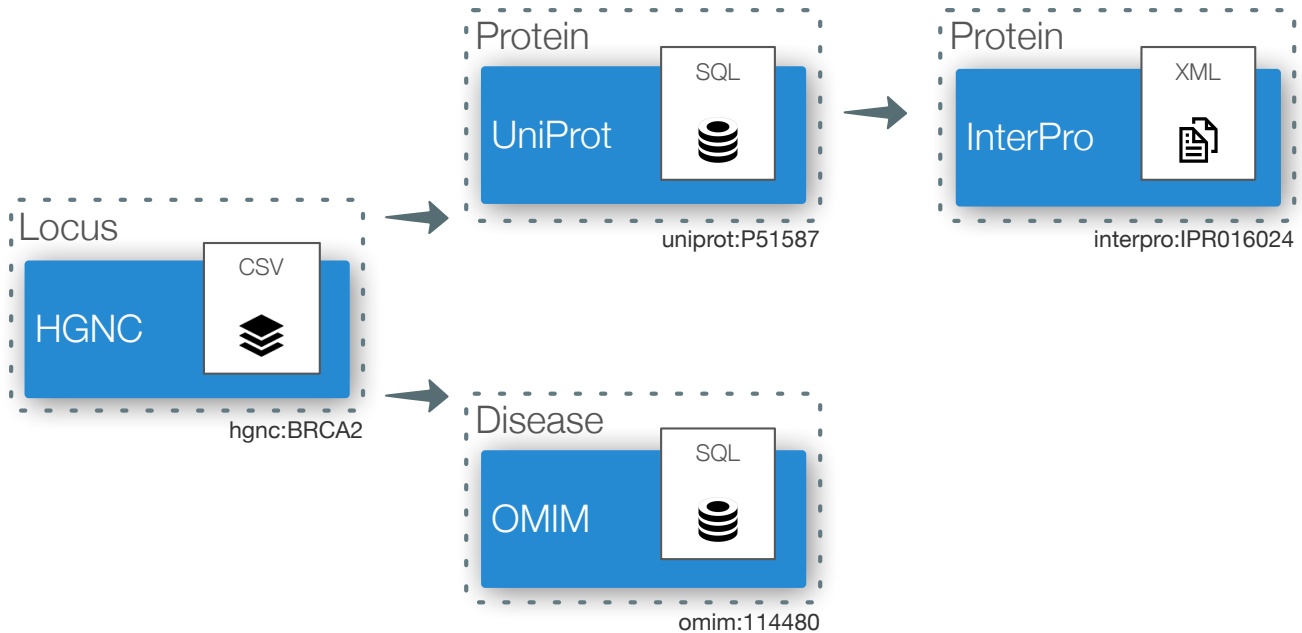 Locus
CSV
HGNC
hgnc:BRCA2
Protein
SQL
UniProt
uniprot:P51587
Protein
XML
InterPro
interpro:IPR016024
Disease
SQL
OMIM
omim:114480